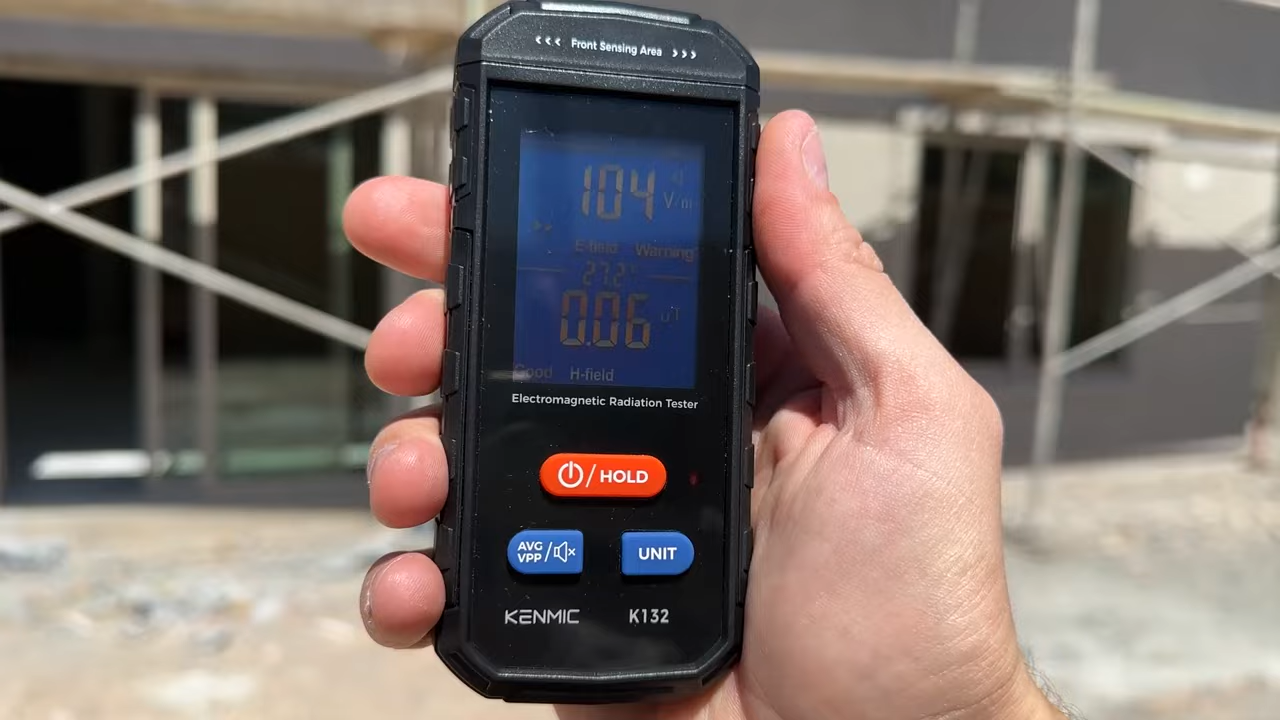 <<< Front Sensing Area >>>
104
V/m
E-field Warning
27.2
0.06
uT
Good H-field
Electromagnetic Radiation Tester
/ HOLD
AVG
VPP /
UNIT
KENMIC K132